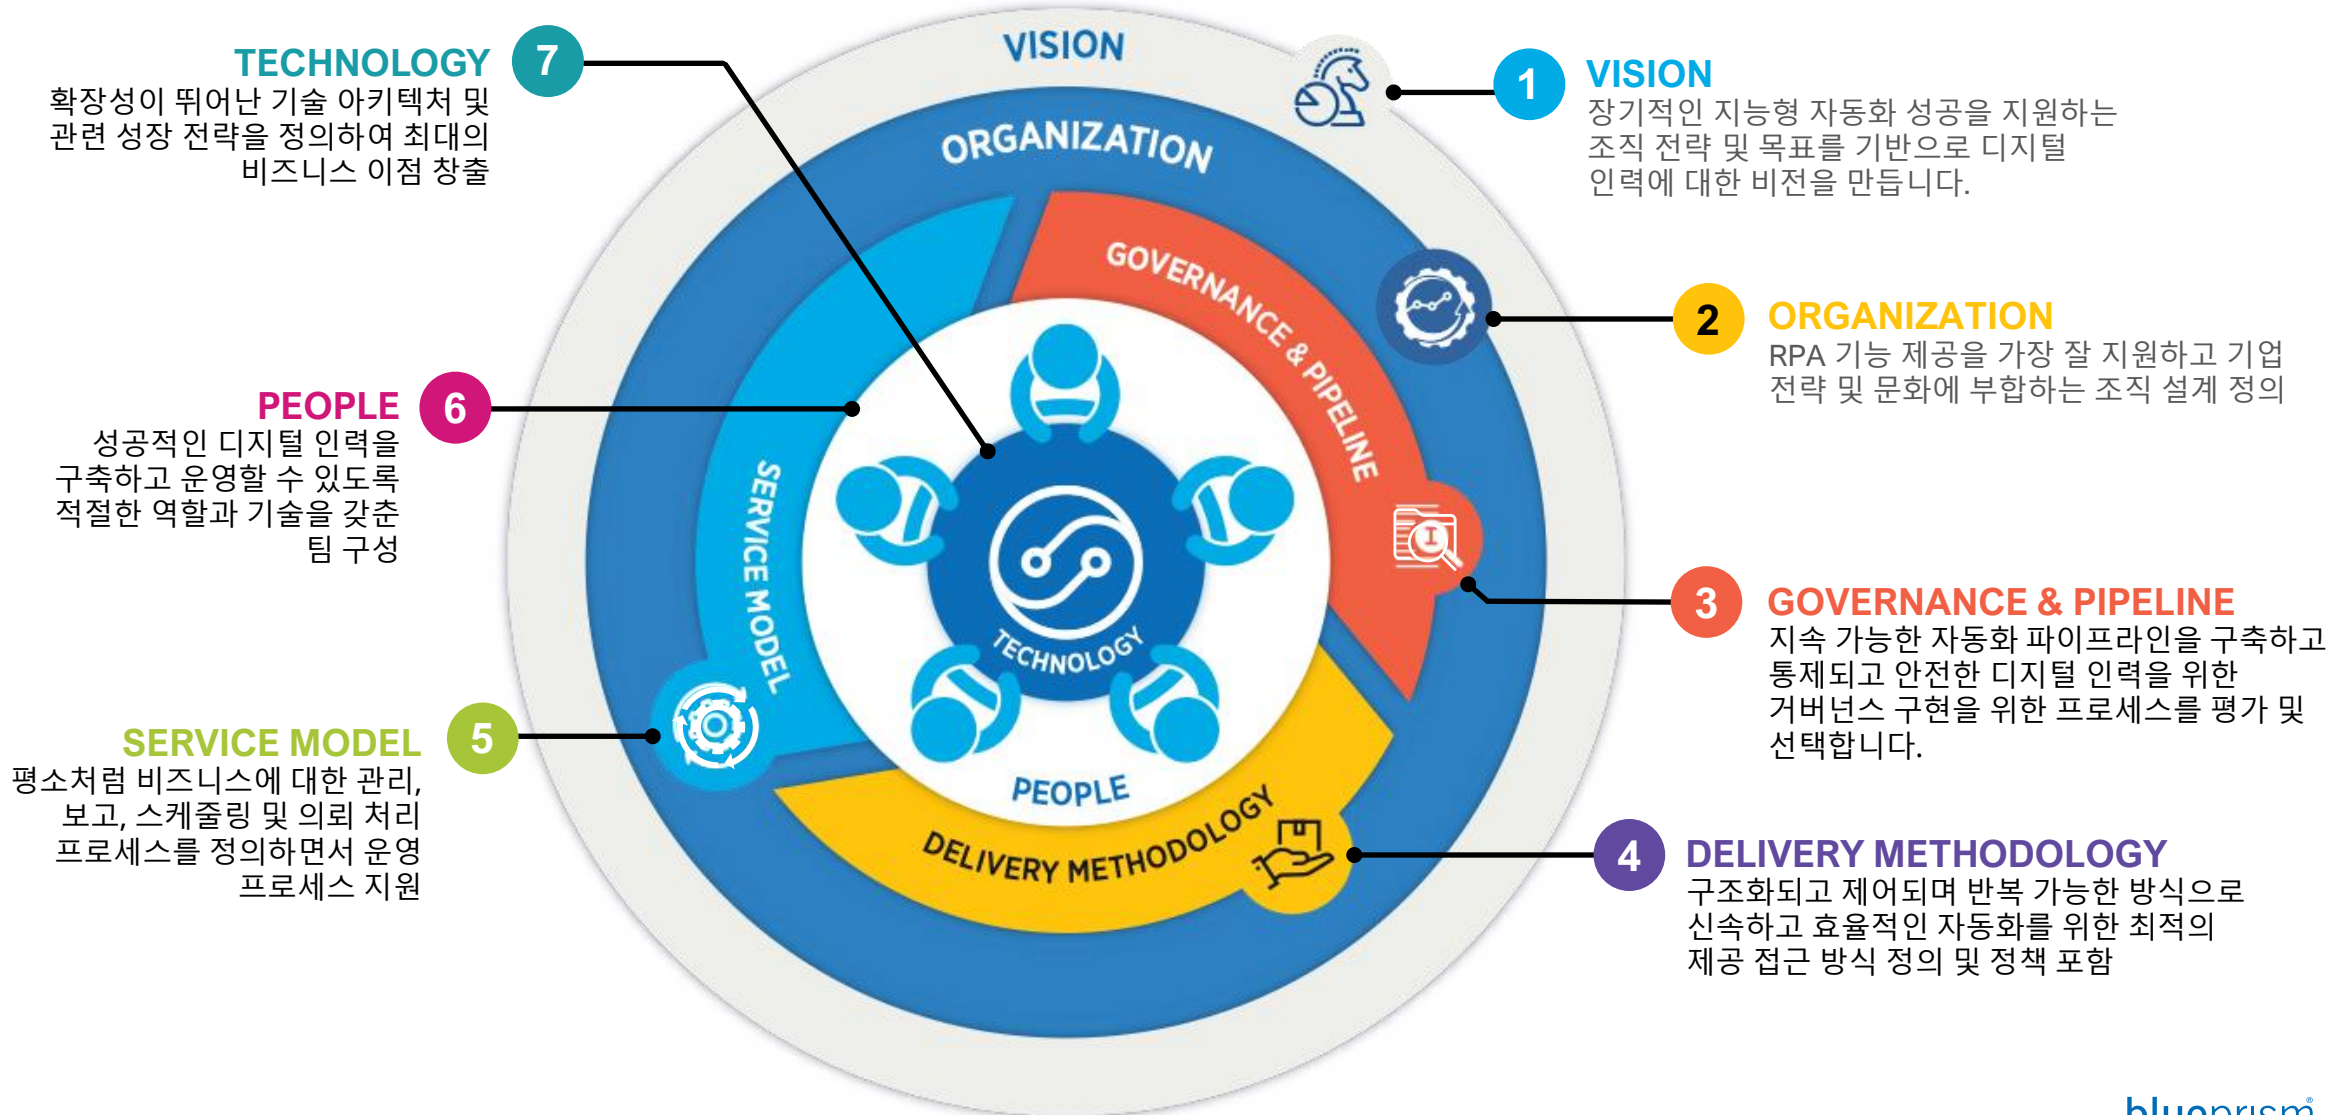 VISION
ORGANIZATION
GOVERNANCE & PIPELINE
SERVICE MODEL
DELIVERY METHODOLOGY
PEOPLE
TECHNOLOGY
1
VISION
장기적인 지능형 자동화 성공을 지원하는
조직 전략 및 목표를 기반으로 디지털
인력에 대한 비전을 만듭니다.
2
ORGANIZATION
RPA 기능 제공을 가장 잘 지원하고 기업
전략 및 문화에 부합하는 조직 설계 정의
3
GOVERNANCE & PIPELINE
지속 가능한 자동화 파이프라인을 구축하고
통제되고 안전한 디지털 인력을 위한
거버넌스 구현을 위한 프로세스를 평가 및
선택합니다.
4
DELIVERY METHODOLOGY
구조화되고 제어되며 반복 가능한 방식으로
신속하고 효율적인 자동화를 위한 최적의
제공 접근 방식 정의 및 정책 포함
5
SERVICE MODEL
평소처럼 비즈니스에 대한 관리,
보고, 스케줄링 및 의뢰 처리
프로세스를 정의하면서 운영
프로세스 지원
6
PEOPLE
성공적인 디지털 인력을
구축하고 운영할 수 있도록
적절한 역할과 기술을 갖춘
팀 구성
7
TECHNOLOGY
확장성이 뛰어난 기술 아키텍처 및
관련 성장 전략을 정의하여 최대의
비즈니스 이점 창출
blueprism®